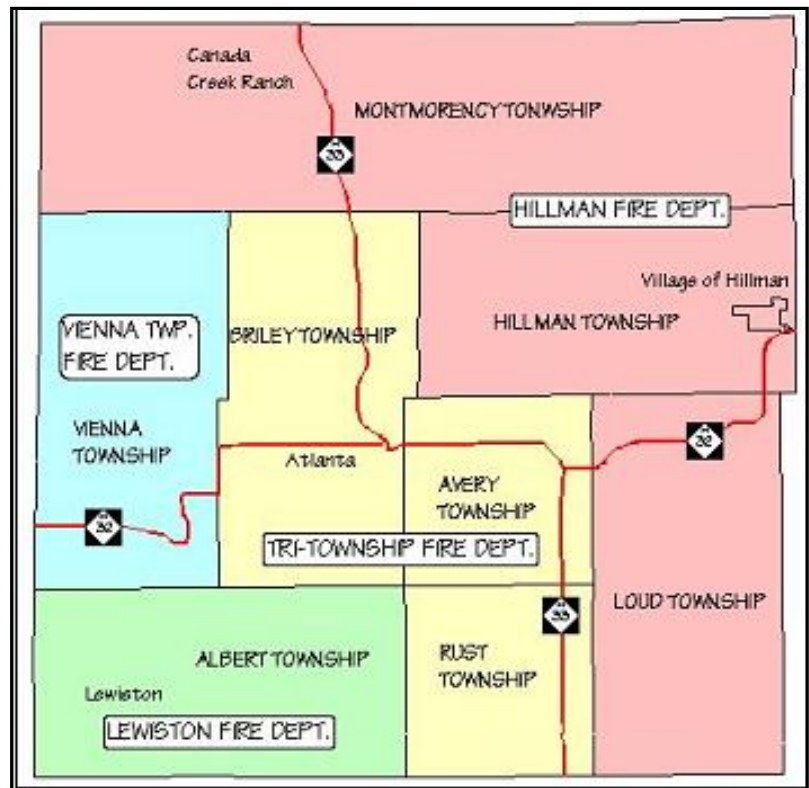 Canada
Creek Ranch
MONTMORENCY TONWSHIP
M
33
HILLMAN FIRE DEPT.
Village of Hillman
HILLMAN TOWNSHIP
VIENNA TWP.
FIRE DEPT.
BRILEY TOWNSHIP
VIENNA
TOWNSHIP
M
32
Atlanta
AVERY
TOWNSHIP
M
32
TRI-TOWNSHIP FIRE DEPT.
LOUD TOWNSHIP
M
33
ALBERT TOWNSHIP
RUST
TOWNSHIP
Lewiston
LEWISTON FIRE DEPT.